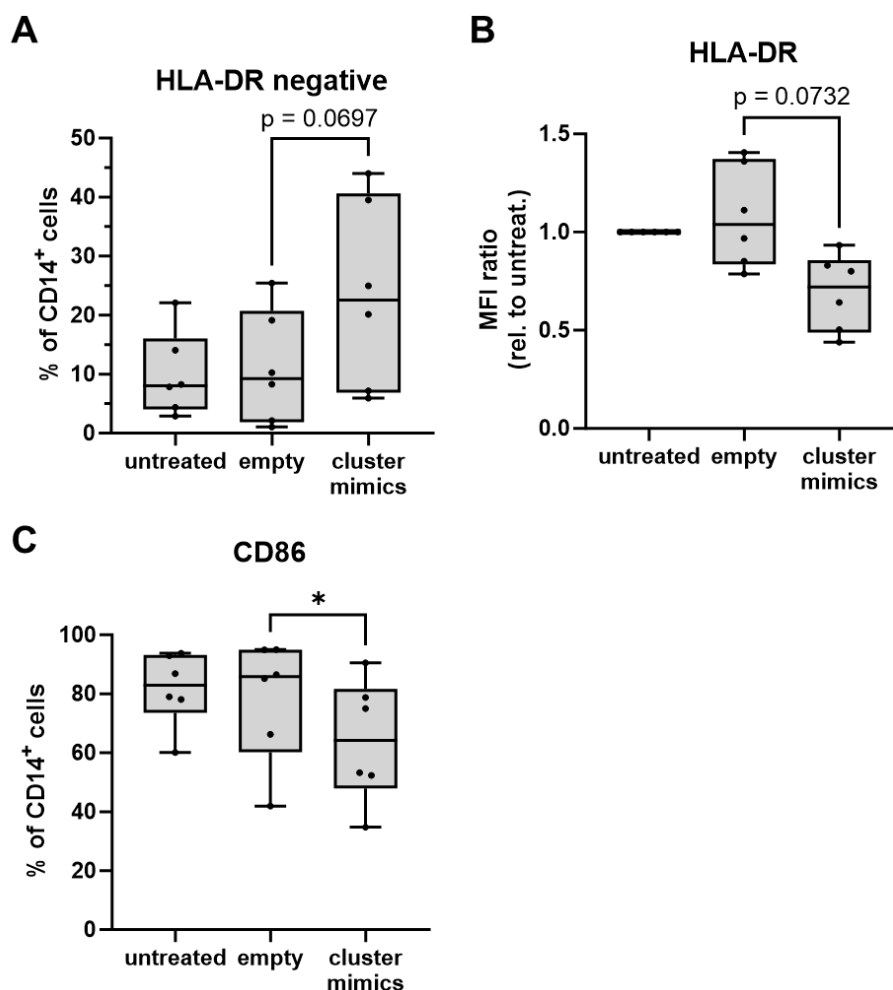 A
HLA-DR negative
p = 0.0697
% of CD14+ cells
50
40
30
20
10
0
untreated
empty
cluster
mimics
B
HLA-DR
p = 0.0732
MFI ratio
(rel. to untreat.)
1.5
1.0
0.5
0.0
untreated
empty
cluster
mimics
C
CD86
*
% of CD14+ cells
100
80
60
40
20
0
untreated
empty
cluster
mimics